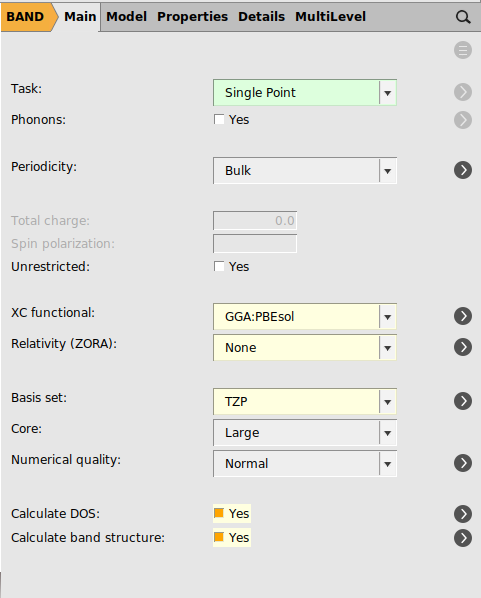 BAND Main Model Properties Details MultiLevel
Task: Single Point
Phonons: Yes
Periodicity: Bulk
Total charge: 0.0
Spin polarization:
Unrestricted: Yes
XC functional: GGA:PBEsol
Relativity (ZORA): None
Basis set: TZP
Core: Large
Numerical quality: Normal
Calculate DOS: Yes
Calculate band structure: Yes